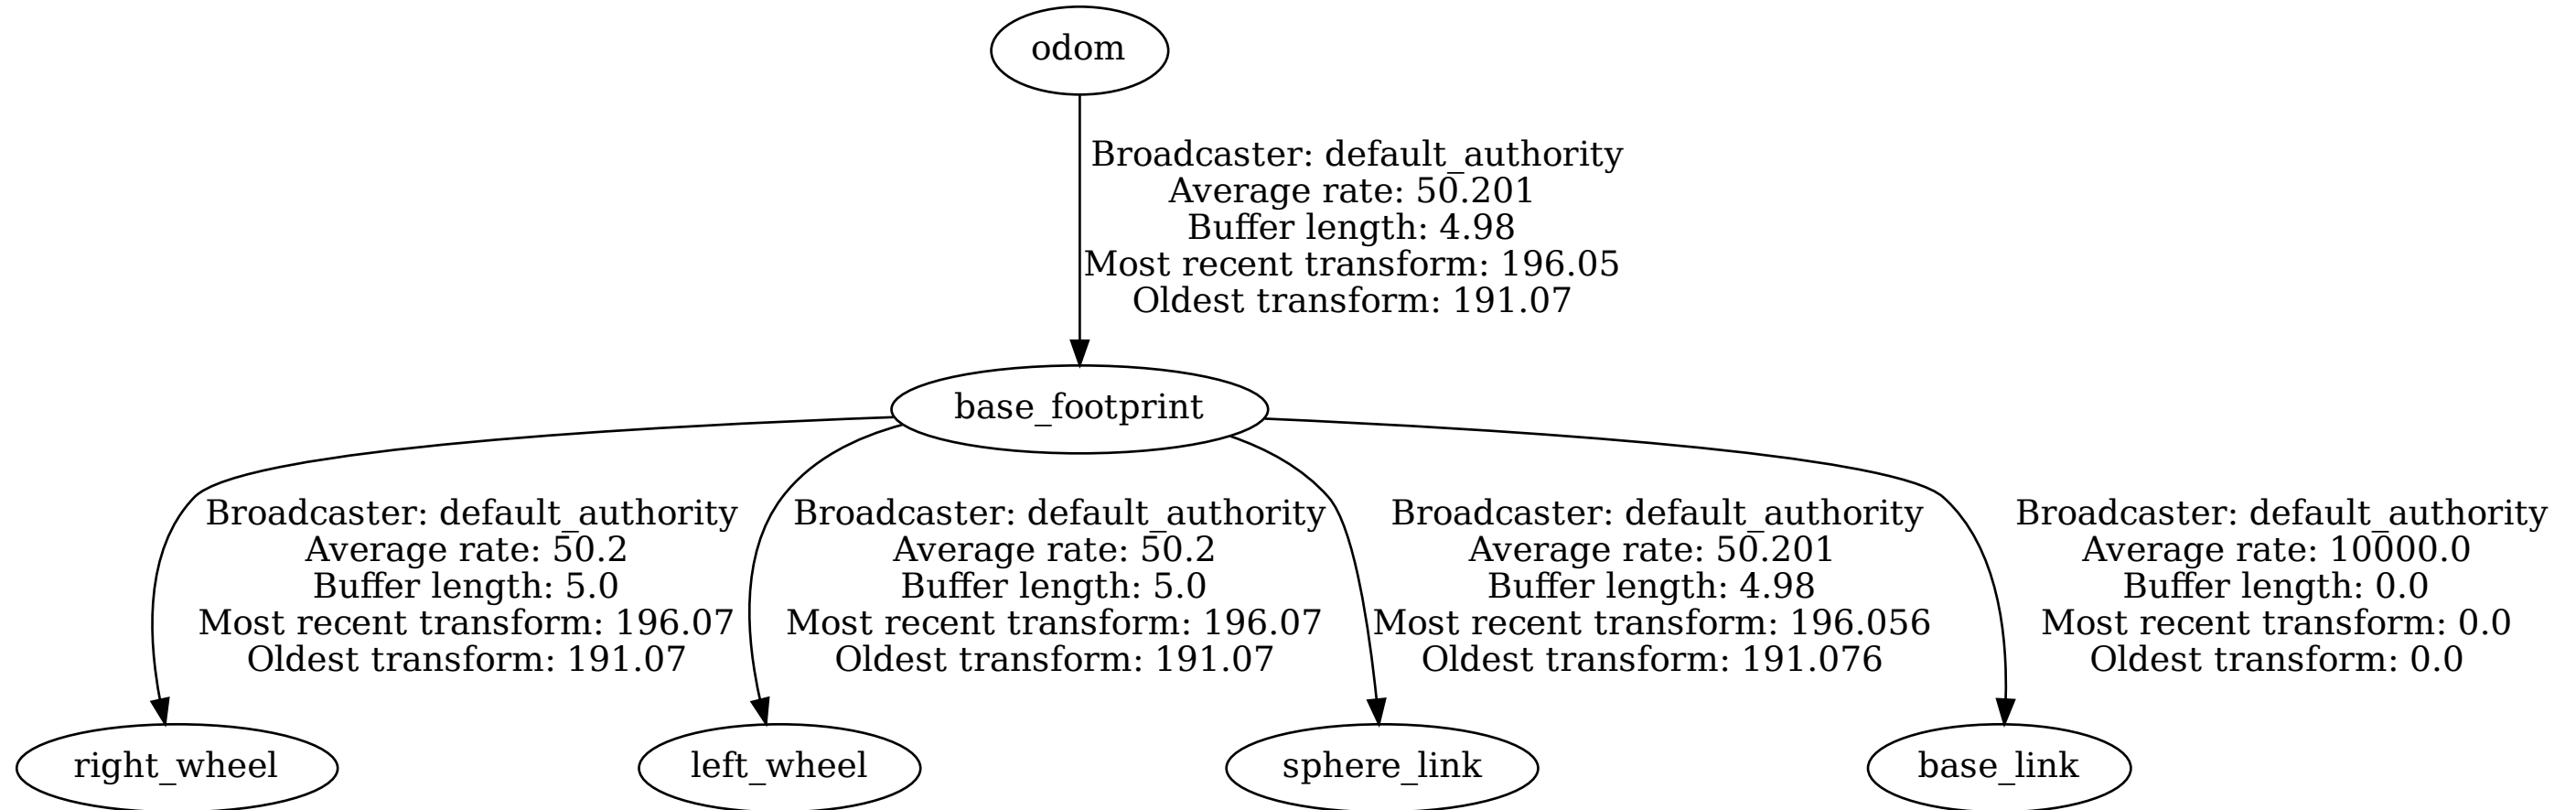 odom
Broadcaster: default_authority
Average rate: 50.201
Buffer length: 4.98
Most recent transform: 196.05
Oldest transform: 191.07
base_footprint
Broadcaster: default_authority
Average rate: 50.2
Buffer length: 5.0
Most recent transform: 196.07
Oldest transform: 191.07
Broadcaster: default_authority
Average rate: 50.2
Buffer length: 5.0
Most recent transform: 196.07
Oldest transform: 191.07
Broadcaster: default_authority
Average rate: 50.201
Buffer length: 4.98
Most recent transform: 196.056
Oldest transform: 191.076
Broadcaster: default_authority
Average rate: 10000.0
Buffer length: 0.0
Most recent transform: 0.0
Oldest transform: 0.0
right_wheel
left_wheel
sphere_link
base_link